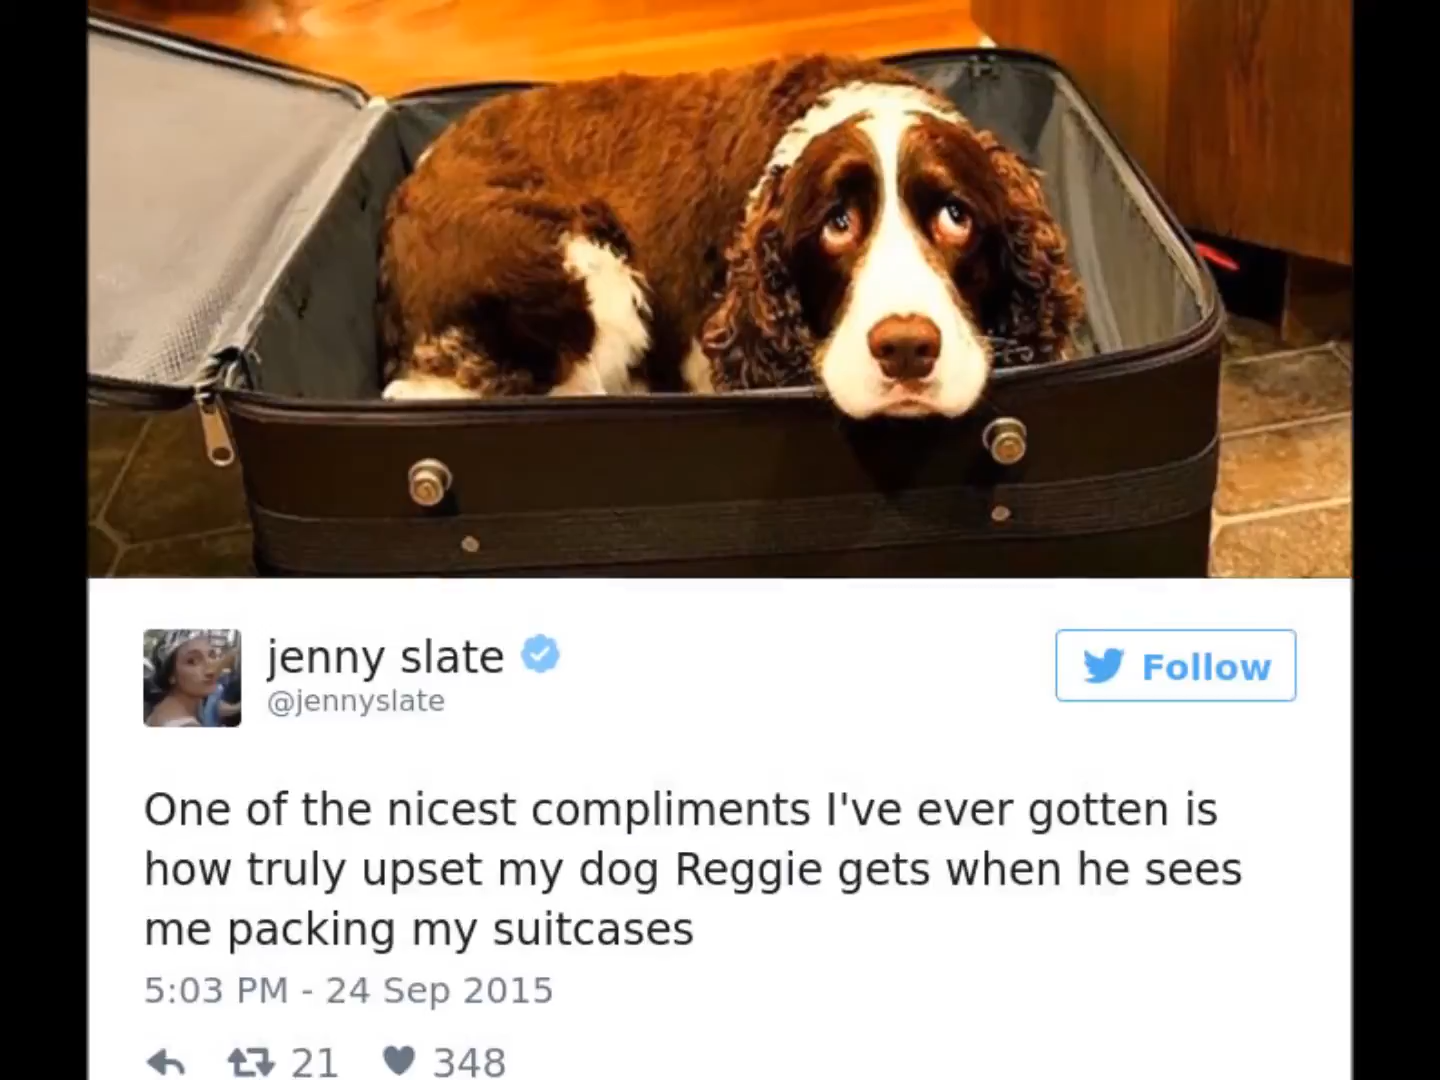 jenny slate
@jennyslate
Follow
One of the nicest compliments I've ever gotten is
how truly upset my dog Reggie gets when he sees
me packing my suitcases
5:03 PM - 24 Sep 2015
21 348